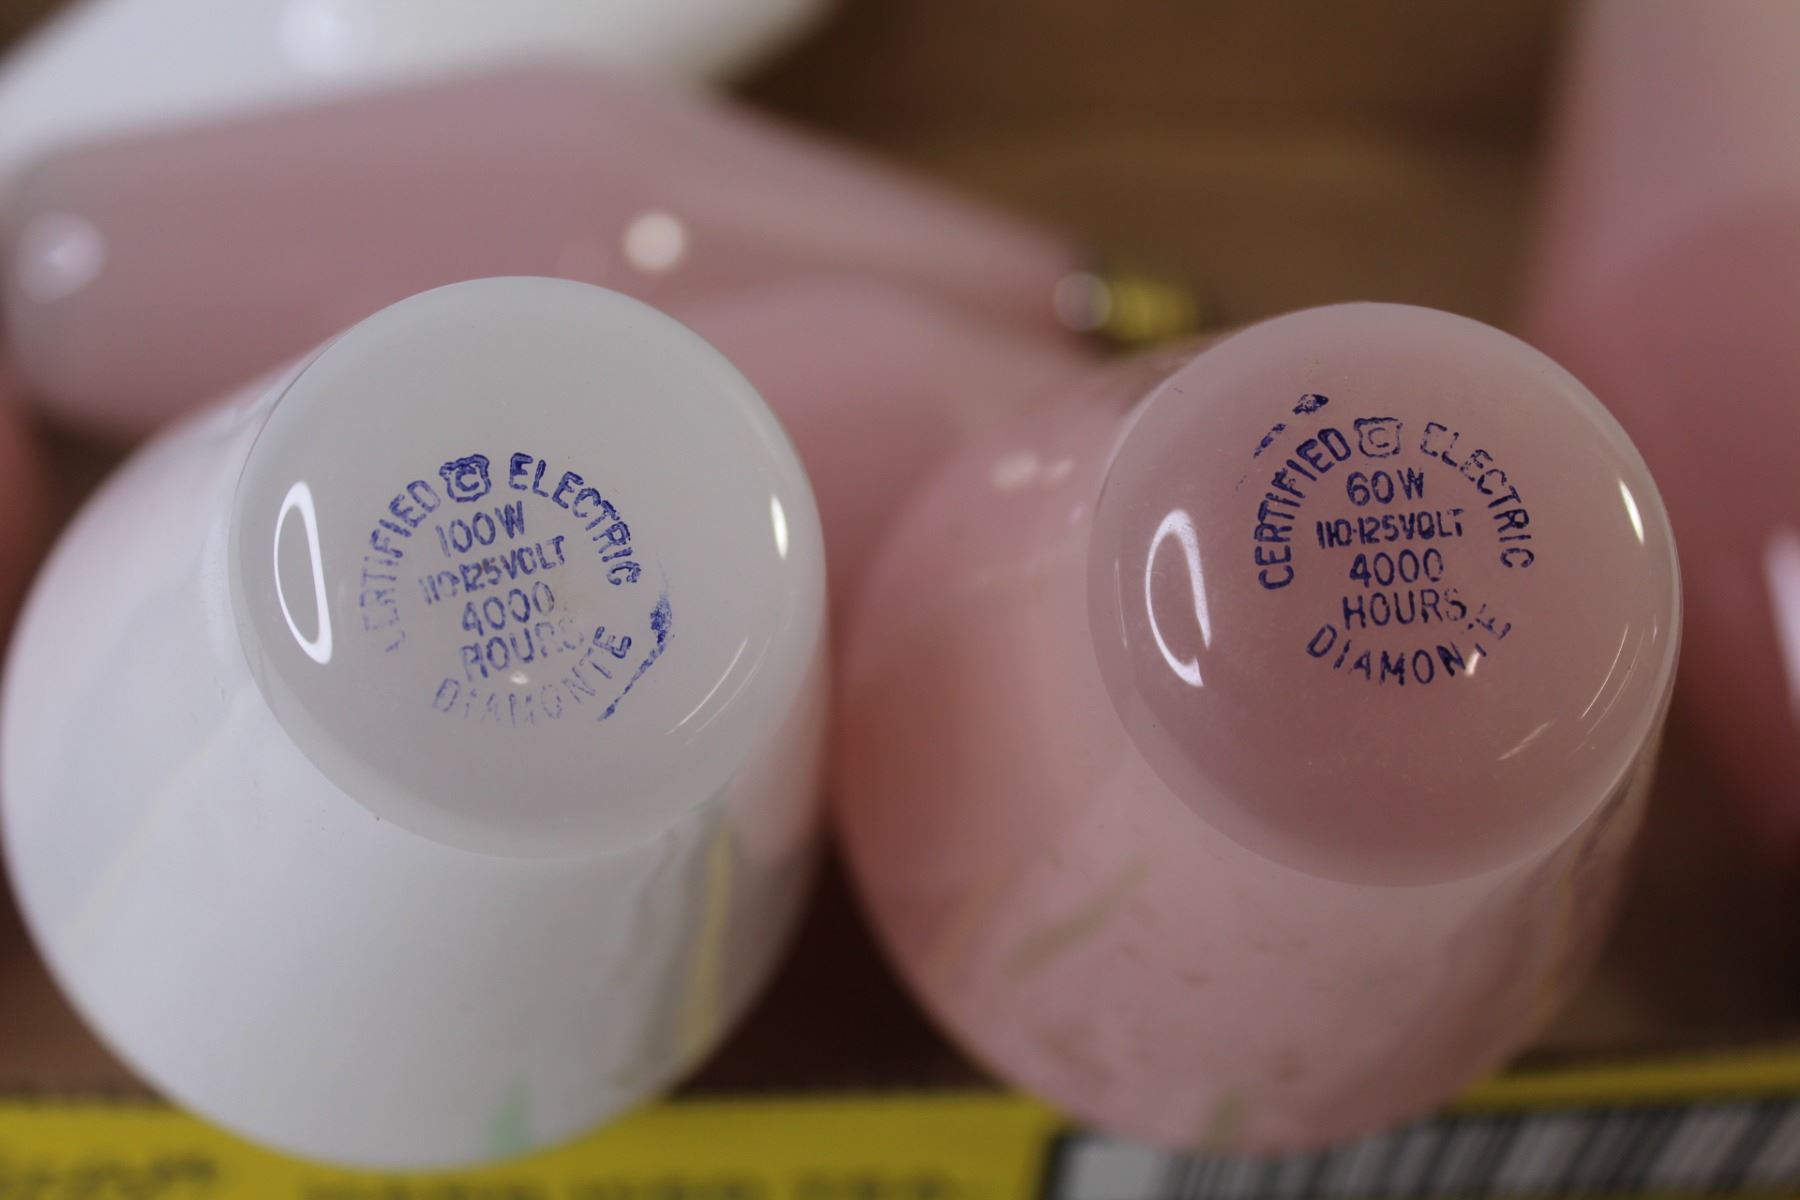 CERTIFIED C ELECTRIC
100W
110-125VOLT
4000
HOURS
DIAMONTE
CERTIFIED C ELECTRIC
60W
110-125VOLT
4000
HOURS
DIAMONTE